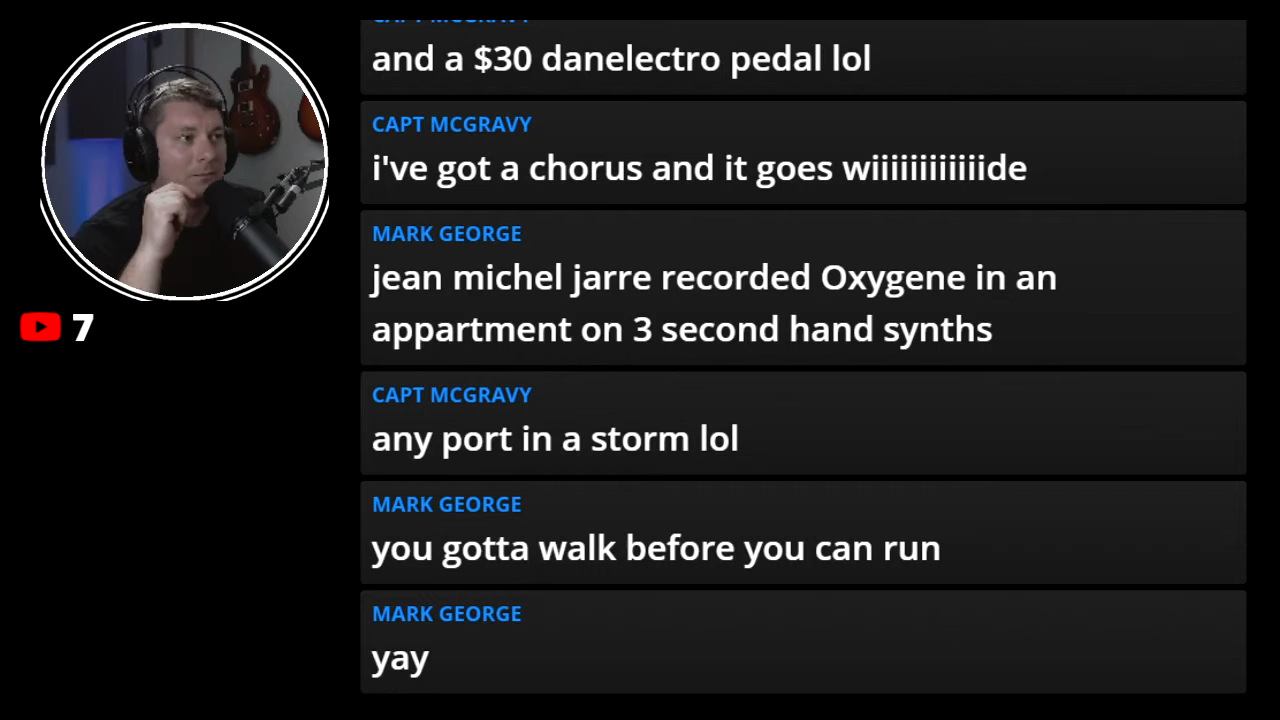 CAPT MCGRAVY
and a $30 danelectro pedal lol
CAPT MCGRAVY
i've got a chorus and it goes wiiiiiiiiiiiide
MARK GEORGE
jean michel jarre recorded Oxygene in an
appartment on 3 second hand synths
CAPT MCGRAVY
any port in a storm lol
MARK GEORGE
you gotta walk before you can run
MARK GEORGE
yay
7